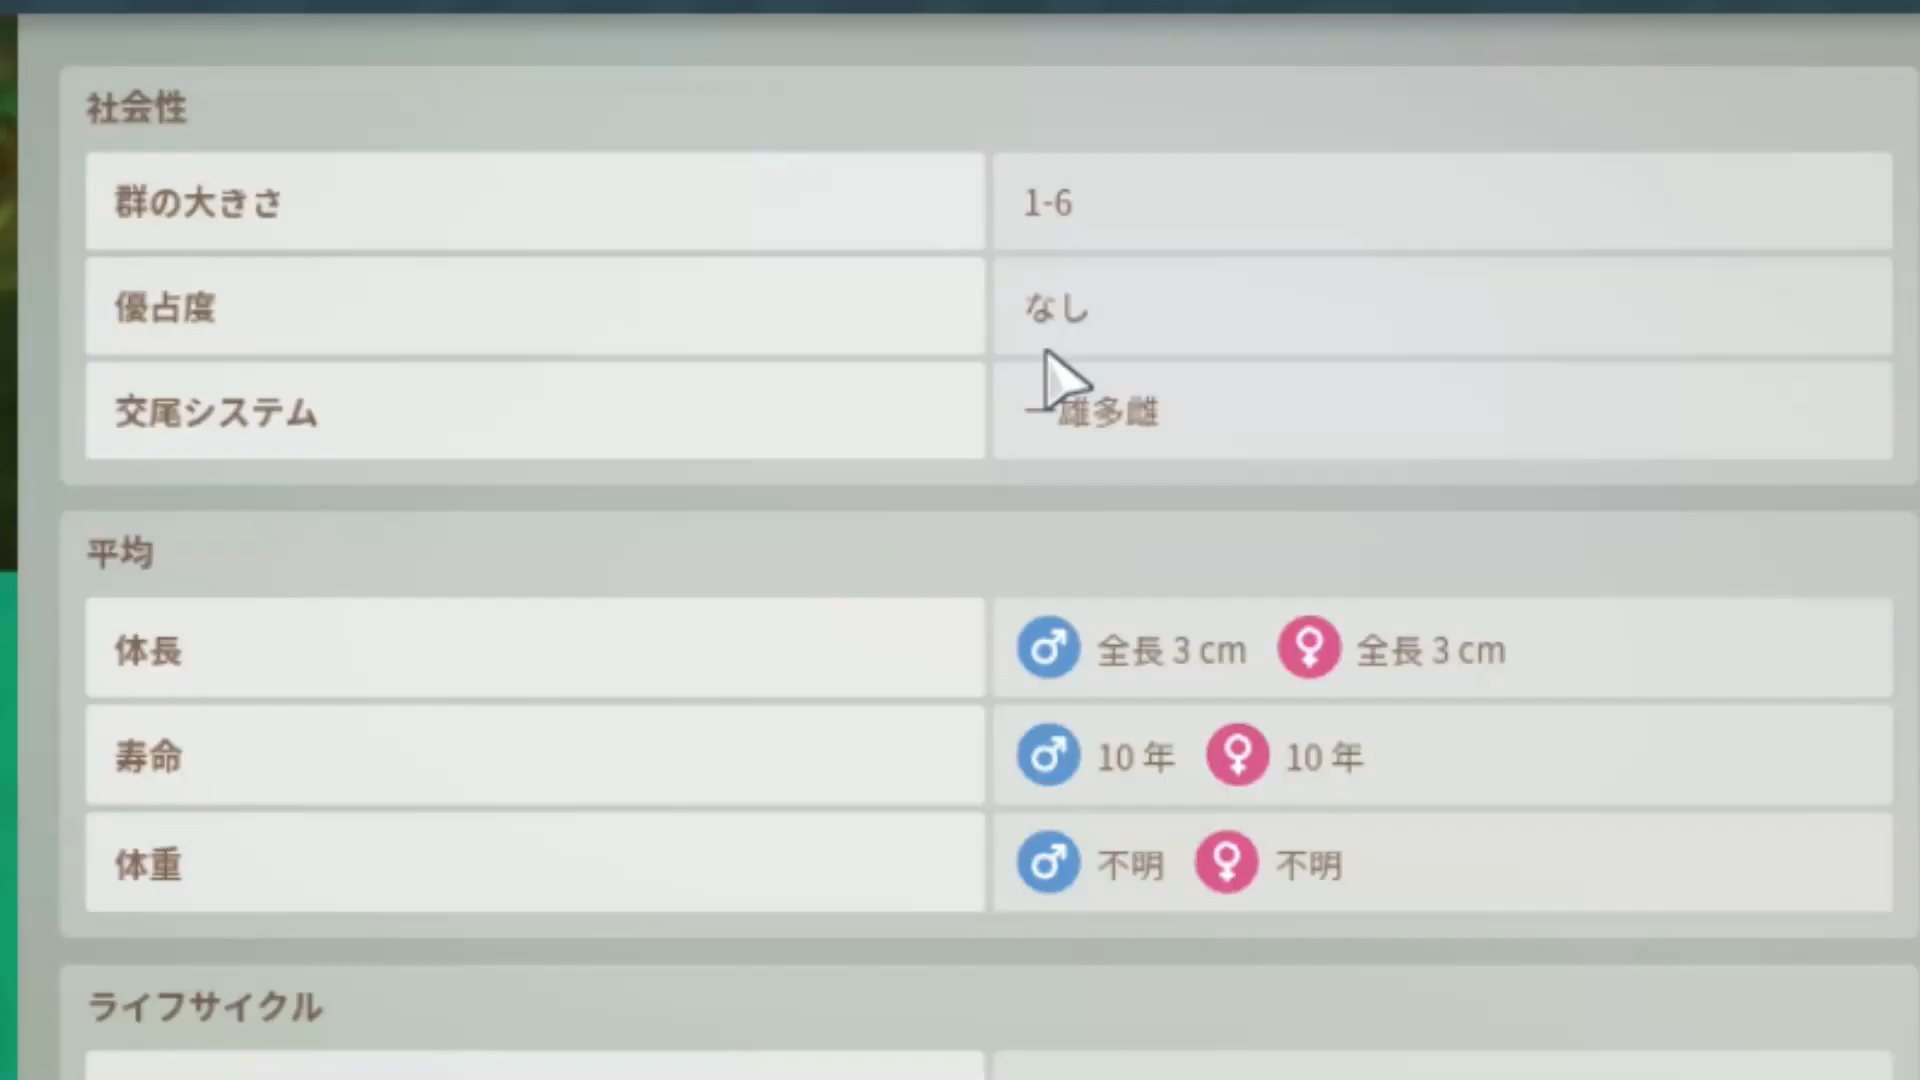 社会性
群の大きさ 1-6
優占度 なし
交尾システム 一雄多雌
平均
体長 全長 3 cm 全長 3 cm
寿命 10 年 10 年
体重 不明 不明
ライフサイクル